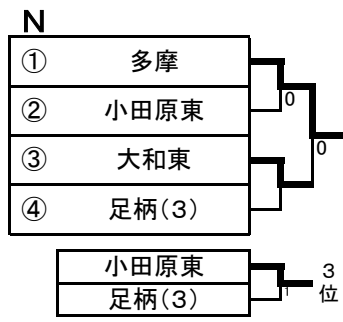 N
① 多摩
② 小田原東
0
③ 大和東
0
④ 足柄(3)
小田原東
足柄(3)
1
3
位